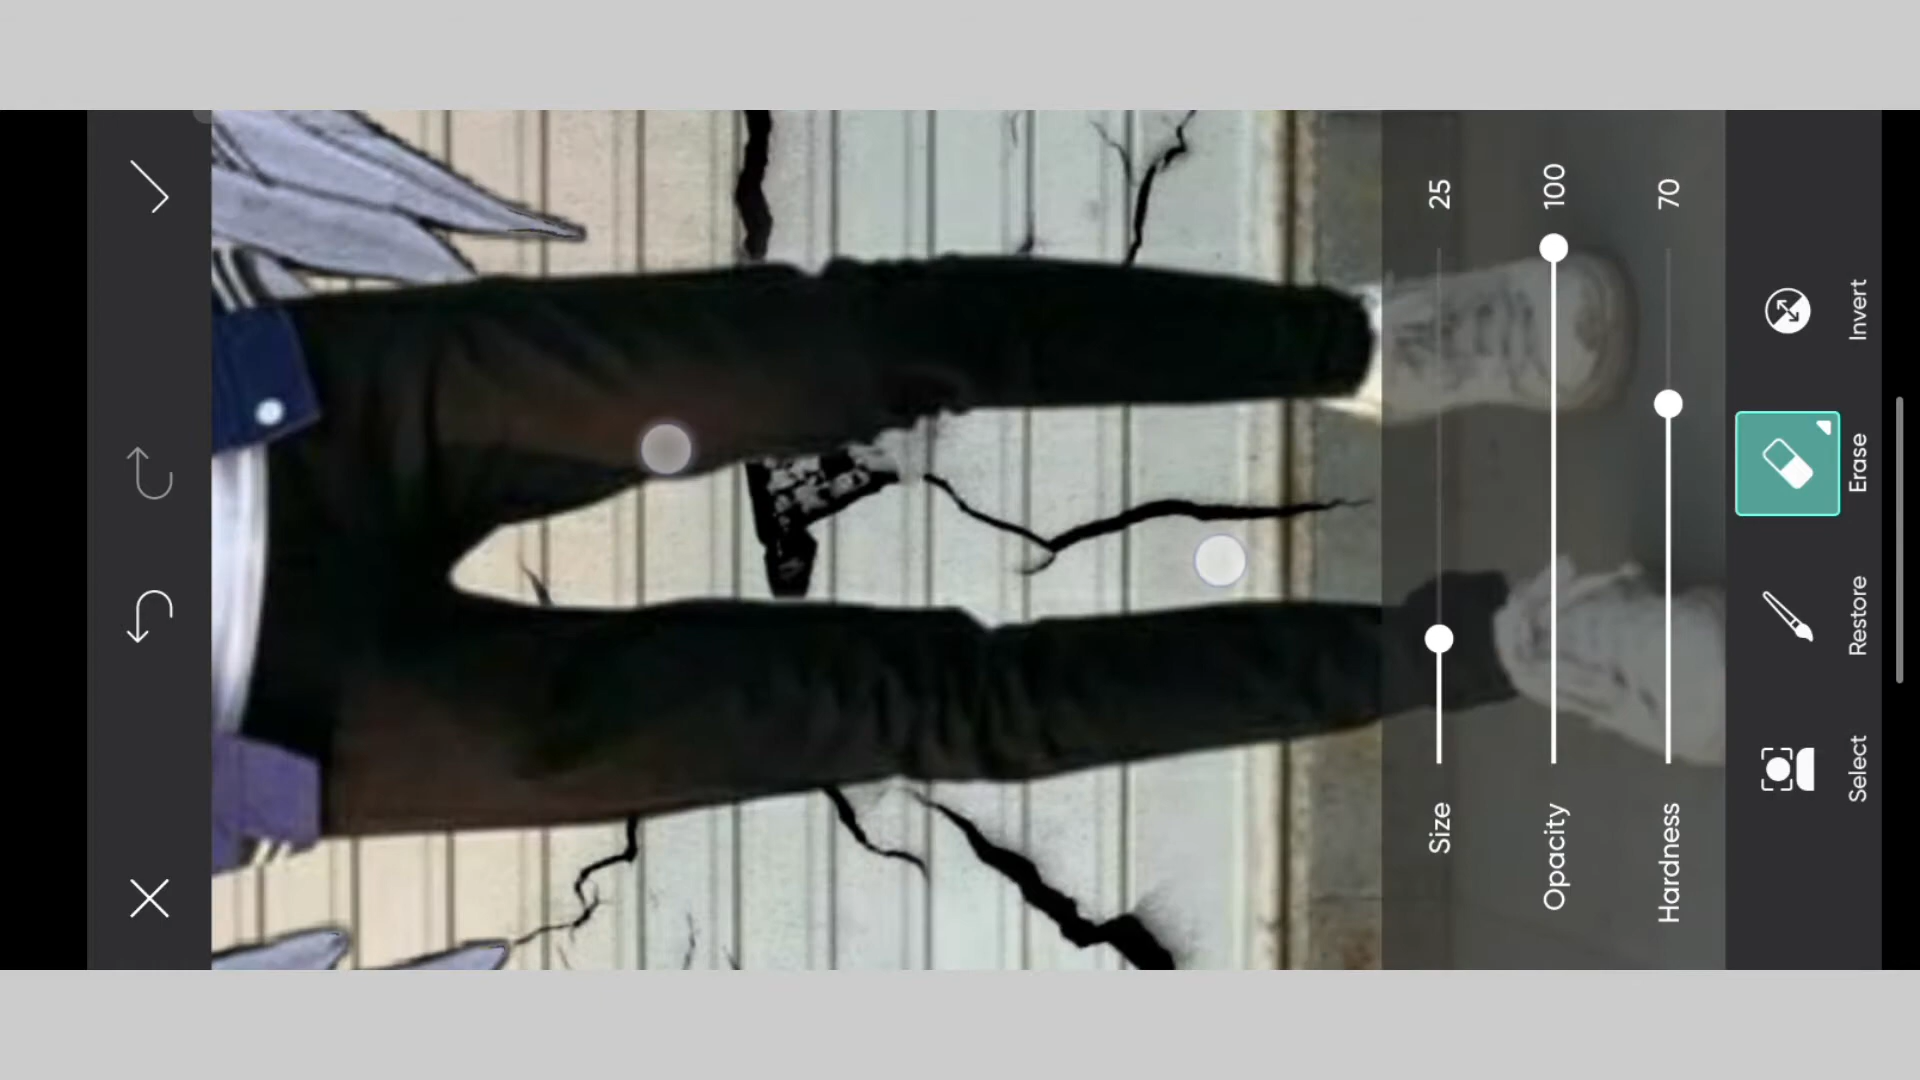 Size 25
Opacity 100
Hardness 70
Invert
Erase
Restore
Select